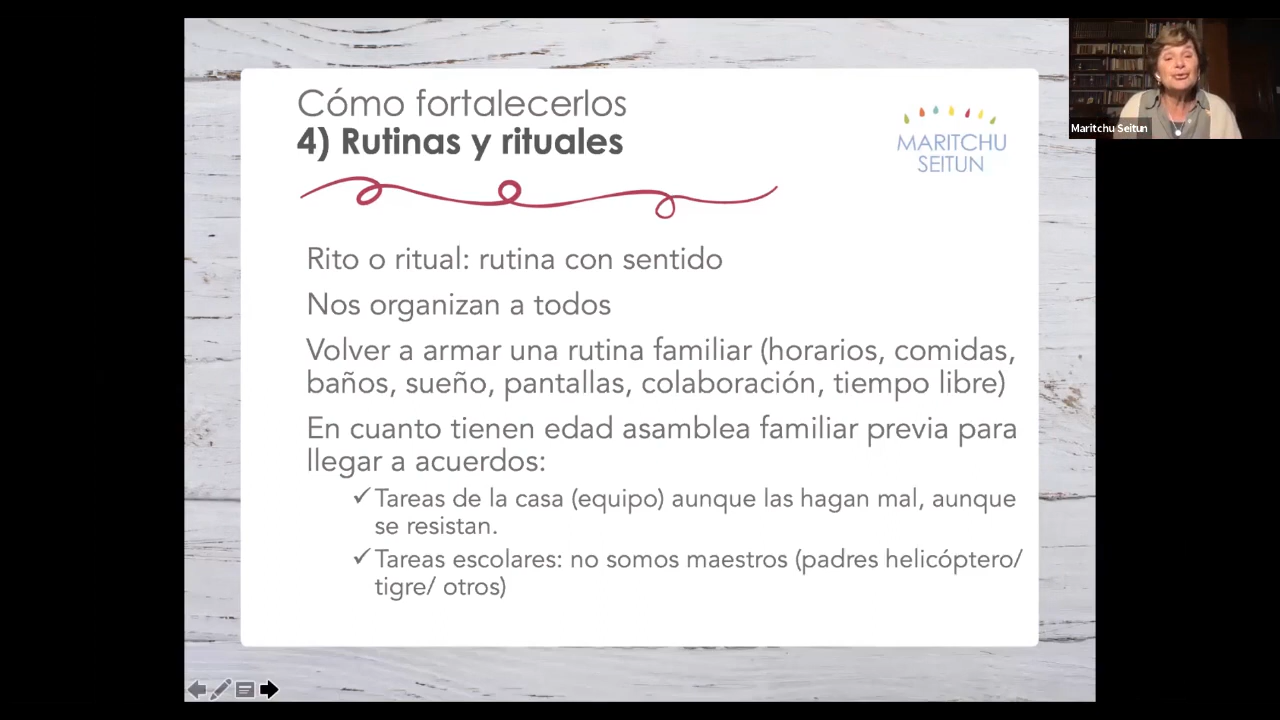 Cómo fortalecerlos
4) Rutinas y rituales
MARITCHU
SEITUN
Maritchu Seitun
Rito o ritual: rutina con sentido
Nos organizan a todos
Volver a armar una rutina familiar (horarios, comidas,
baños, sueño, pantallas, colaboración, tiempo libre)
En cuanto tienen edad asamblea familiar previa para
llegar a acuerdos:
✓Tareas de la casa (equipo) aunque las hagan mal, aunque
se resistan.
✓Tareas escolares: no somos maestros (padres helicóptero/
tigre/ otros)